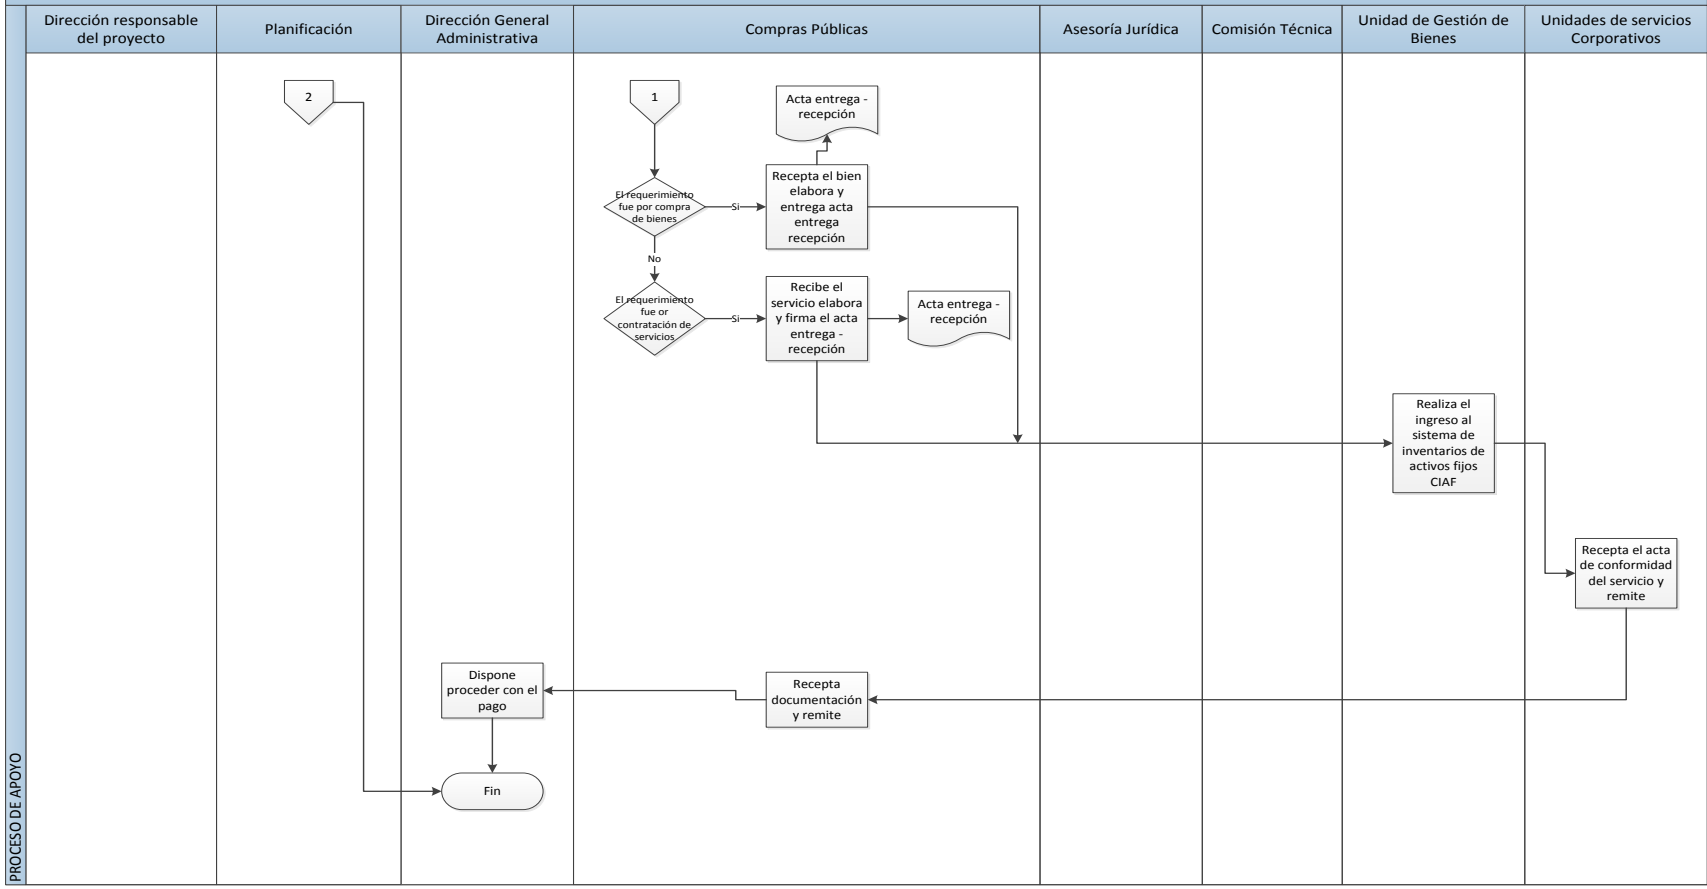 Dirección responsable
del proyecto
Planificación
Dirección General
Administrativa
Compras Públicas
Asesoría Jurídica
Comisión Técnica
Unidad de Gestión de
Bienes
Unidades de servicios
Corporativos
2
1
Acta entrega -
recepción
El requerimiento
fue por compra
de bienes
Si
Recepta el bien
elabora y
entrega acta
entrega
recepción
No
El requerimiento
fue or
contratación de
servicios
Si
Recibe el
servicio elabora
y firma el acta
entrega -
recepción
Acta entrega -
recepción
Realiza el
ingreso al
sistema de
inventarios de
activos fijos
CIAF
Recepta el acta
de conformidad
del servicio y
remite
Dispone
proceder con el
pago
Recepta
documentación
y remite
Fin
PROCESO DE APOYO